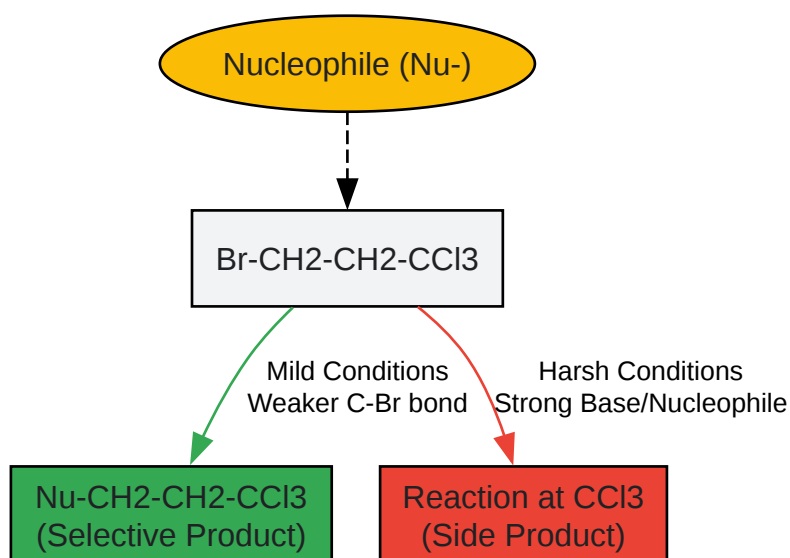 Nucleophile (Nu-)
Br-CH2-CH2-CCl3
Mild Conditions
Weaker C-Br bond
Harsh Conditions
Strong Base/Nucleophile
Nu-CH2-CH2-CCl3
(Selective Product)
Reaction at CCl3
(Side Product)